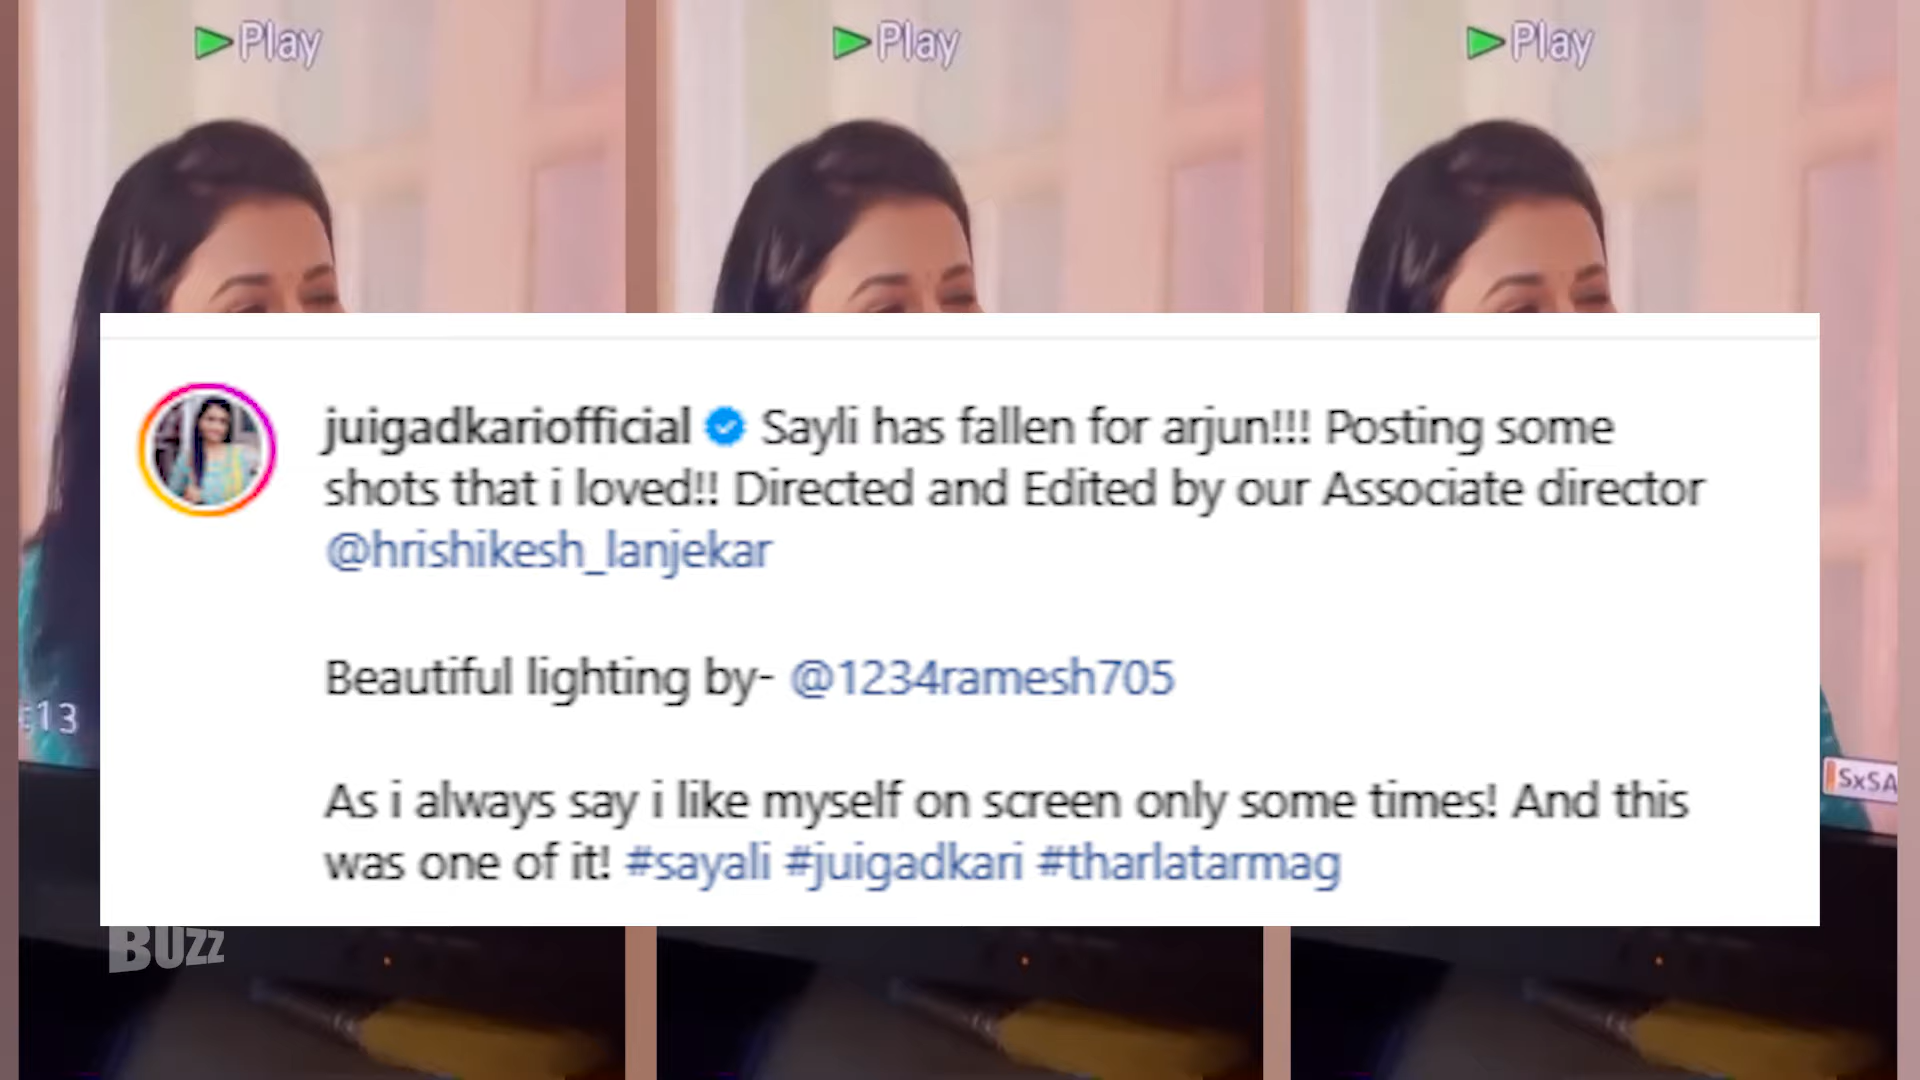 Play Play Play
juigadkariofficial Sayli has fallen for arjun!!! Posting some
shots that i loved!! Directed and Edited by our Associate director
@hrishikesh_lanjekar
Beautiful lighting by- @1234ramesh705
13
SxSA
As i always say i like myself on screen only some times! And this
was one of it! #sayali #juigadkari #tharlatarmag
BUZZ